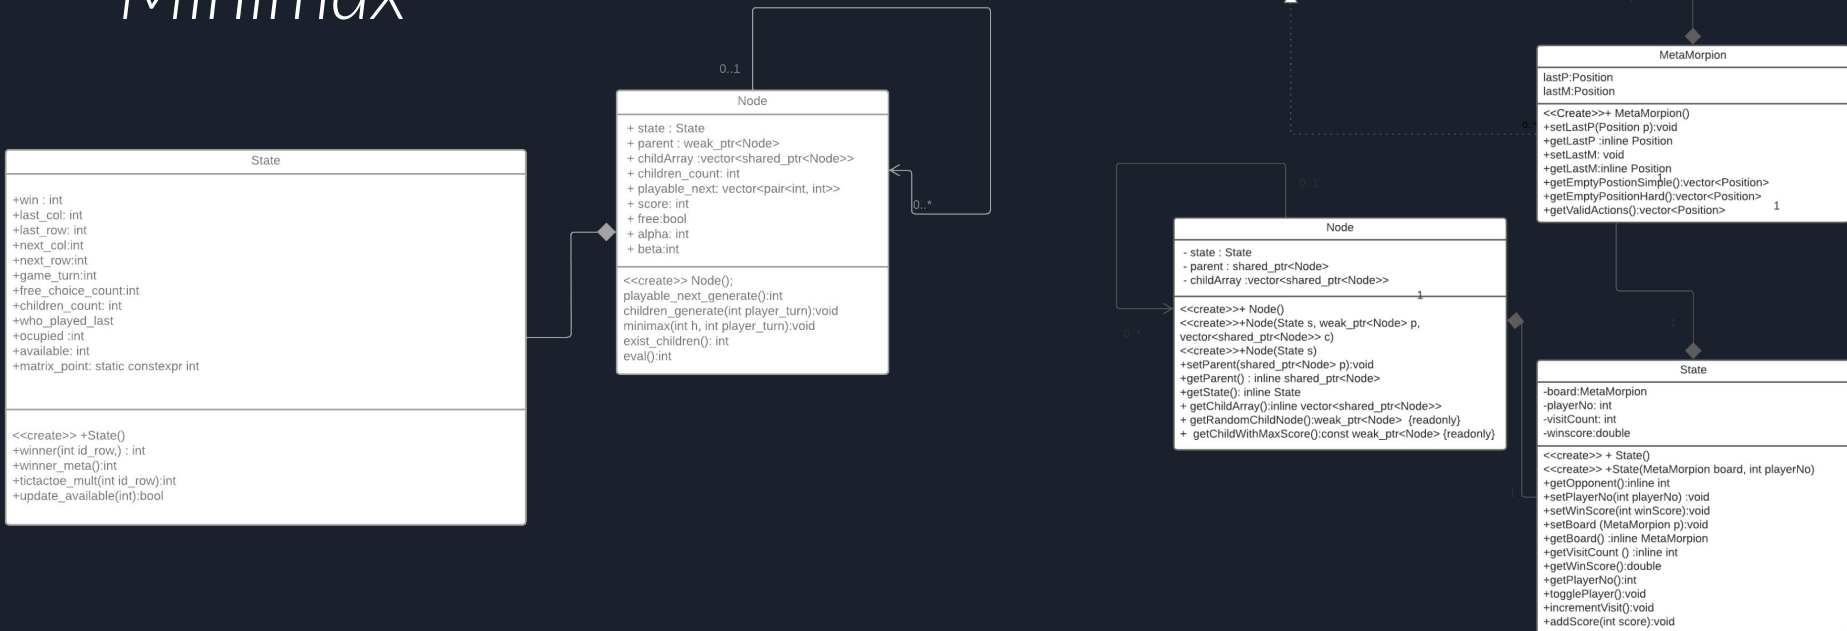 Minimax
0..1
Node
+ state : State
+ parent : weak_ptr<Node>
+ childArray :vector<shared_ptr<Node>>
+ children_count: int
+ playable_next: vector<pair<int, int>>
+ score: int
+ free:bool
+ alpha: int
+ beta:int
<<create>> Node();
playable_next_generate():int
children_generate(int player_turn):void
minimax(int h, int player_turn):void
exist_children(): int
eval():int
0..*
State
+win : int
+last_col: int
+last_row: int
+next_col:int
+next_row:int
+game_turn:int
+free_choice_count:int
+children_count: int
+who_played_last
+ocupied :int
+available: int
+matrix_point: static constexpr int
<<create>> +State()
+winner(int id_row,) : int
+winner_meta():int
+tictactoe_mult(int id_row):int
+update_available(int):bool
MetaMorpion
lastP:Position
lastM:Position
<<Create>>+ MetaMorpion()
+setLastP(Position p):void
+getLastP :inline Position
+setLastM: void
+getLastM:inline Position
+getEmptyPostionSimple():vector<Position>
+getEmptyPositionHard():vector<Position>
+getValidActions():vector<Position>
1
1
0..1
Node
- state : State
- parent : shared_ptr<Node>
- childArray :vector<shared_ptr<Node>>
1
<<create>>+ Node()
<<create>>+Node(State s, weak_ptr<Node> p,
vector<shared_ptr<Node>> c)
<<create>>+Node(State s)
+setParent(shared_ptr<Node> p):void
+getParent() : inline shared_ptr<Node>
+getState(): inline State
+ getChildArray():inline vector<shared_ptr<Node>>
+ getRandomChildNode():weak_ptr<Node> {readonly}
+ getChildWithMaxScore():const weak_ptr<Node> {readonly}
0..*
1
1
State
-board:MetaMorpion
-playerNo: int
-visitCount: int
-winscore:double
<<create>> + State()
<<create>> +State(MetaMorpion board, int playerNo)
+getOpponent():inline int
+setPlayerNo(int playerNo) :void
+setWinScore(int winScore):void
+setBoard (MetaMorpion p):void
+getBoard() :inline MetaMorpion
+getVisitCount () :inline int
+getWinScore():double
+getPlayerNo():int
+togglePlayer():void
+incrementVisit():void
+addScore(int score):void